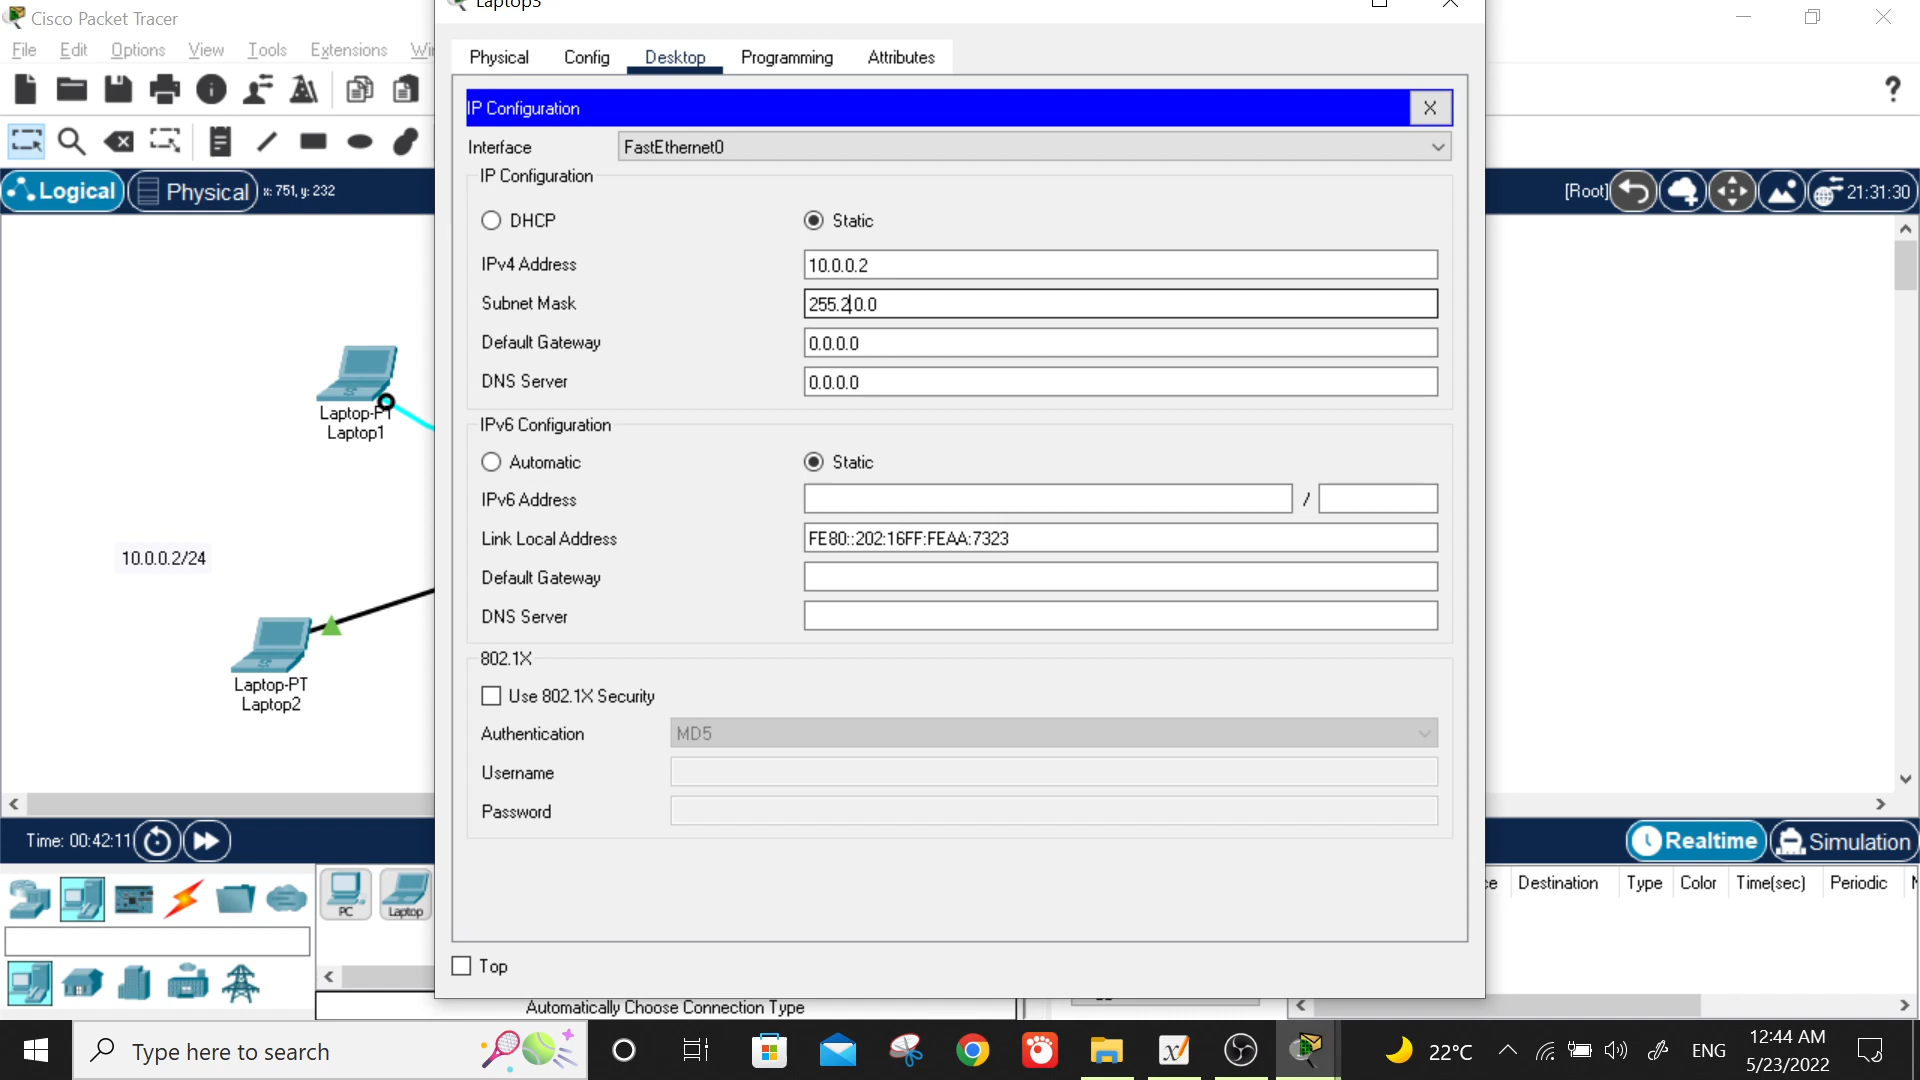 Cisco Packet Tracer
Laptop3
File Edit Options View Tools Extensions
Physical Config Desktop Programming Attributes
?
IP Configuration X
Interface FastEthernet0
IP Configuration
Logical Physical x: 751, y: 232
[Root] 21:31:30
DHCP Static
IPv4 Address 10.0.0.2
Subnet Mask 255.2.0.0
Default Gateway 0.0.0.0
DNS Server 0.0.0.0
IPv6 Configuration
Automatic Static
IPv6 Address /
Link Local Address FE80::202:16FF:FEAA:7323
Default Gateway
DNS Server
802.1X
Use 802.1X Security
Authentication MD5
Username
Password
Top
Laptop-PT
Laptop1
10.0.0.2/24
Laptop-PT
Laptop2
Time: 00:42:11
Realtime Simulation
PC Laptop
Destination Type Color Time(sec) Periodic
Automatically Choose Connection Type
Type here to search
22°C ENG
12:44 AM
5/23/2022